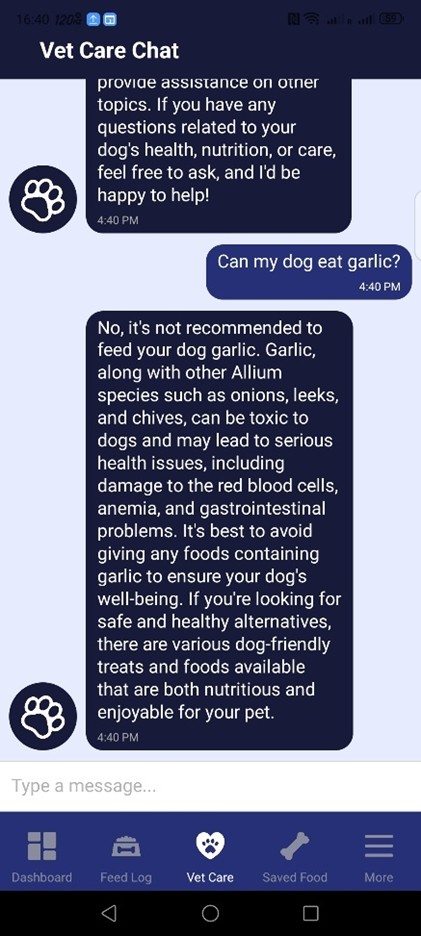 16:40
Vet Care Chat
provide assistance on other
topics. If you have any
questions related to your
dog's health, nutrition, or care,
feel free to ask, and I'd be
happy to help!
4:40 PM
Can my dog eat garlic?
4:40 PM
No, it's not recommended to
feed your dog garlic. Garlic,
along with other Allium
species such as onions, leeks,
and chives, can be toxic to
dogs and may lead to serious
health issues, including
damage to the red blood cells,
anemia, and gastrointestinal
problems. It's best to avoid
giving any foods containing
garlic to ensure your dog's
well-being. If you're looking for
safe and healthy alternatives,
there are various dog-friendly
treats and foods available
that are both nutritious and
enjoyable for your pet.
4:40 PM
Type a message...
Dashboard
Feed Log
Vet Care
Saved Food
More